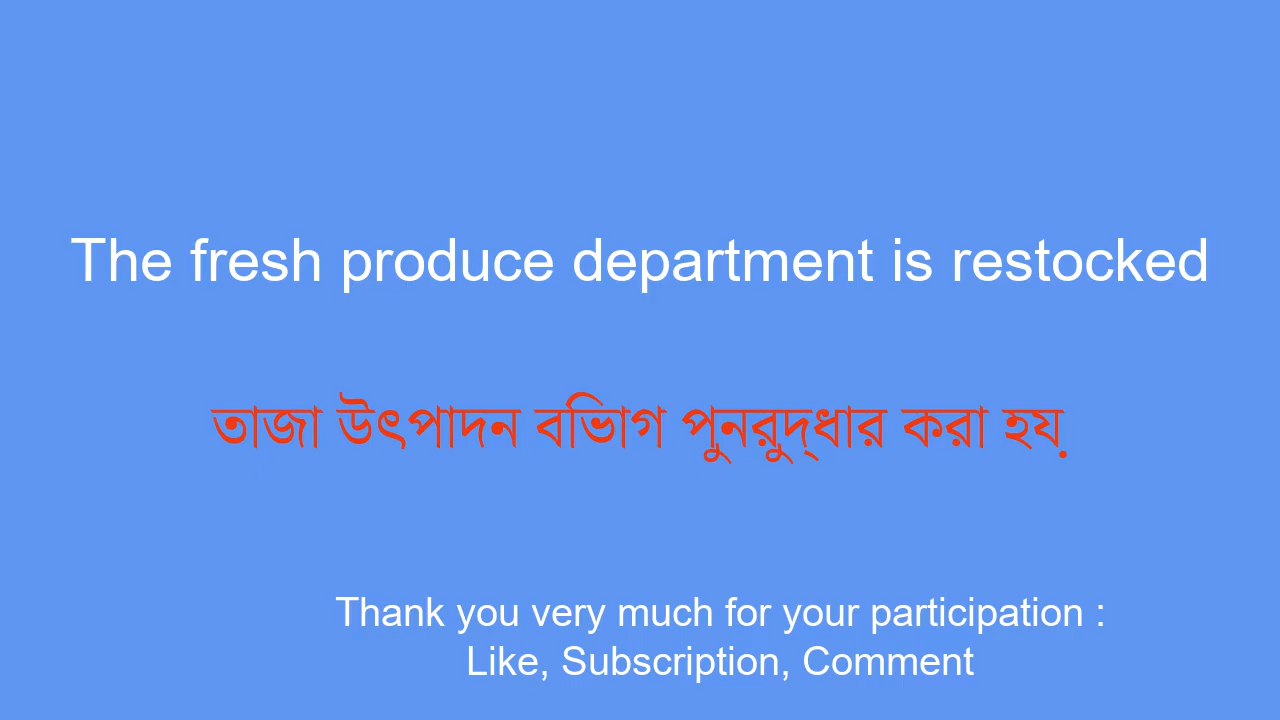 The fresh produce department is restocked
তাজা উৎপাদন বিভাগ পুনরুদ্ধার করা হয়
Thank you very much for your participation :
Like, Subscription, Comment